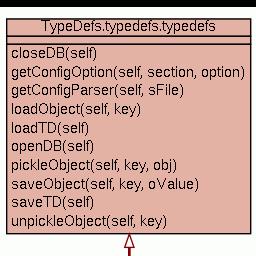 TypeDefs.typedefs.typedefs
closeDB(self)
getConfigOption(self, section, option)
getConfigParser(self, sFile)
loadObject(self, key)
loadTD(self)
openDB(self)
pickleObject(self, key, obj)
saveObject(self, key, oValue)
saveTD(self)
unpickleObject(self, key)